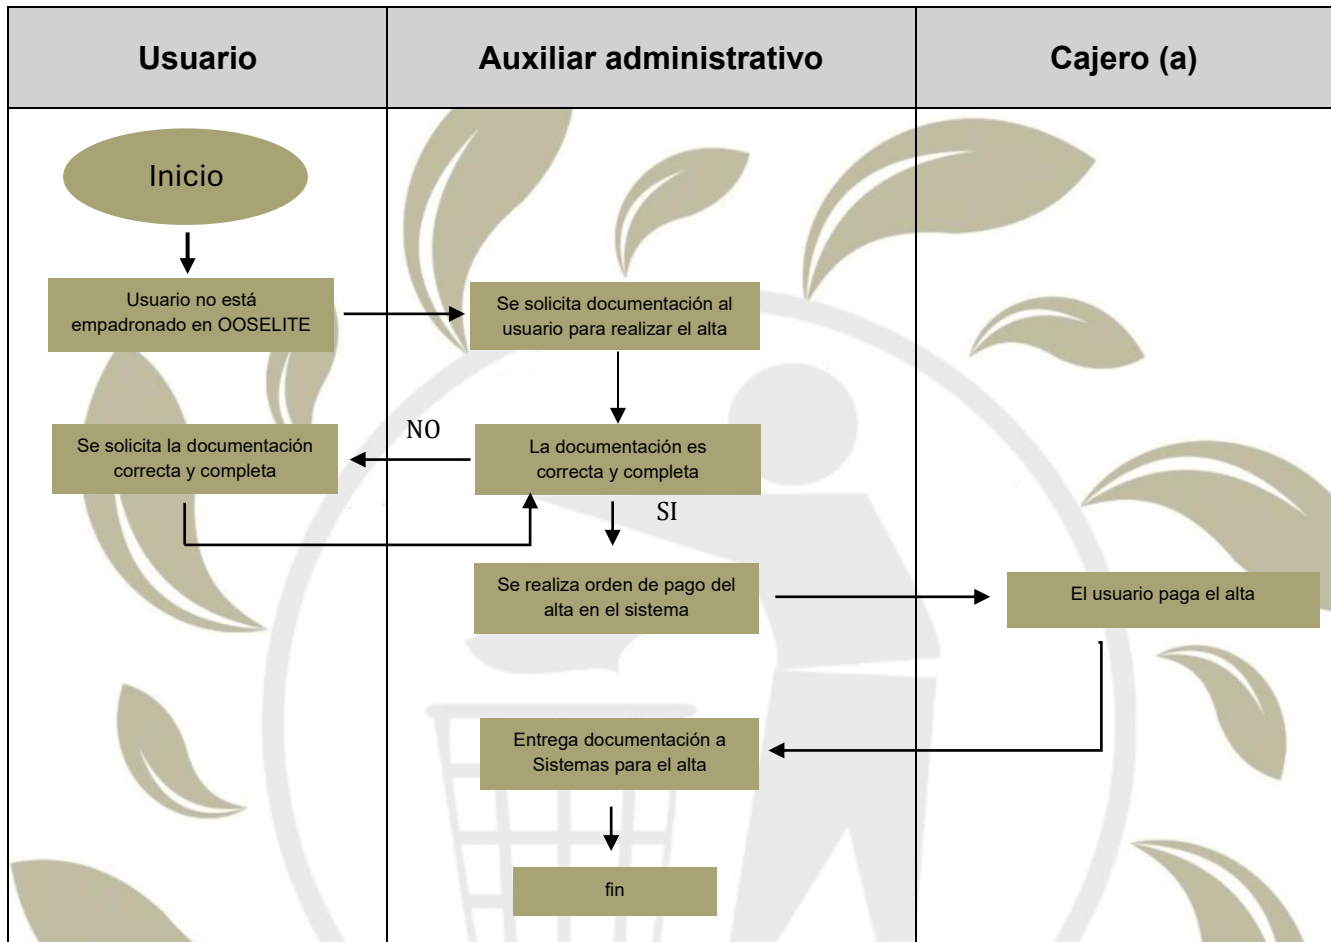 Usuario
Auxiliar administrativo
Cajero (a)
Inicio
Usuario no está
empadronado en OOSELITE
Se solicita documentación al
usuario para realizar el alta
Se solicita la documentación
correcta y completa
NO
La documentación es
correcta y completa
SI
Se realiza orden de pago del
alta en el sistema
El usuario paga el alta
Entrega documentación a
Sistemas para el alta
fin